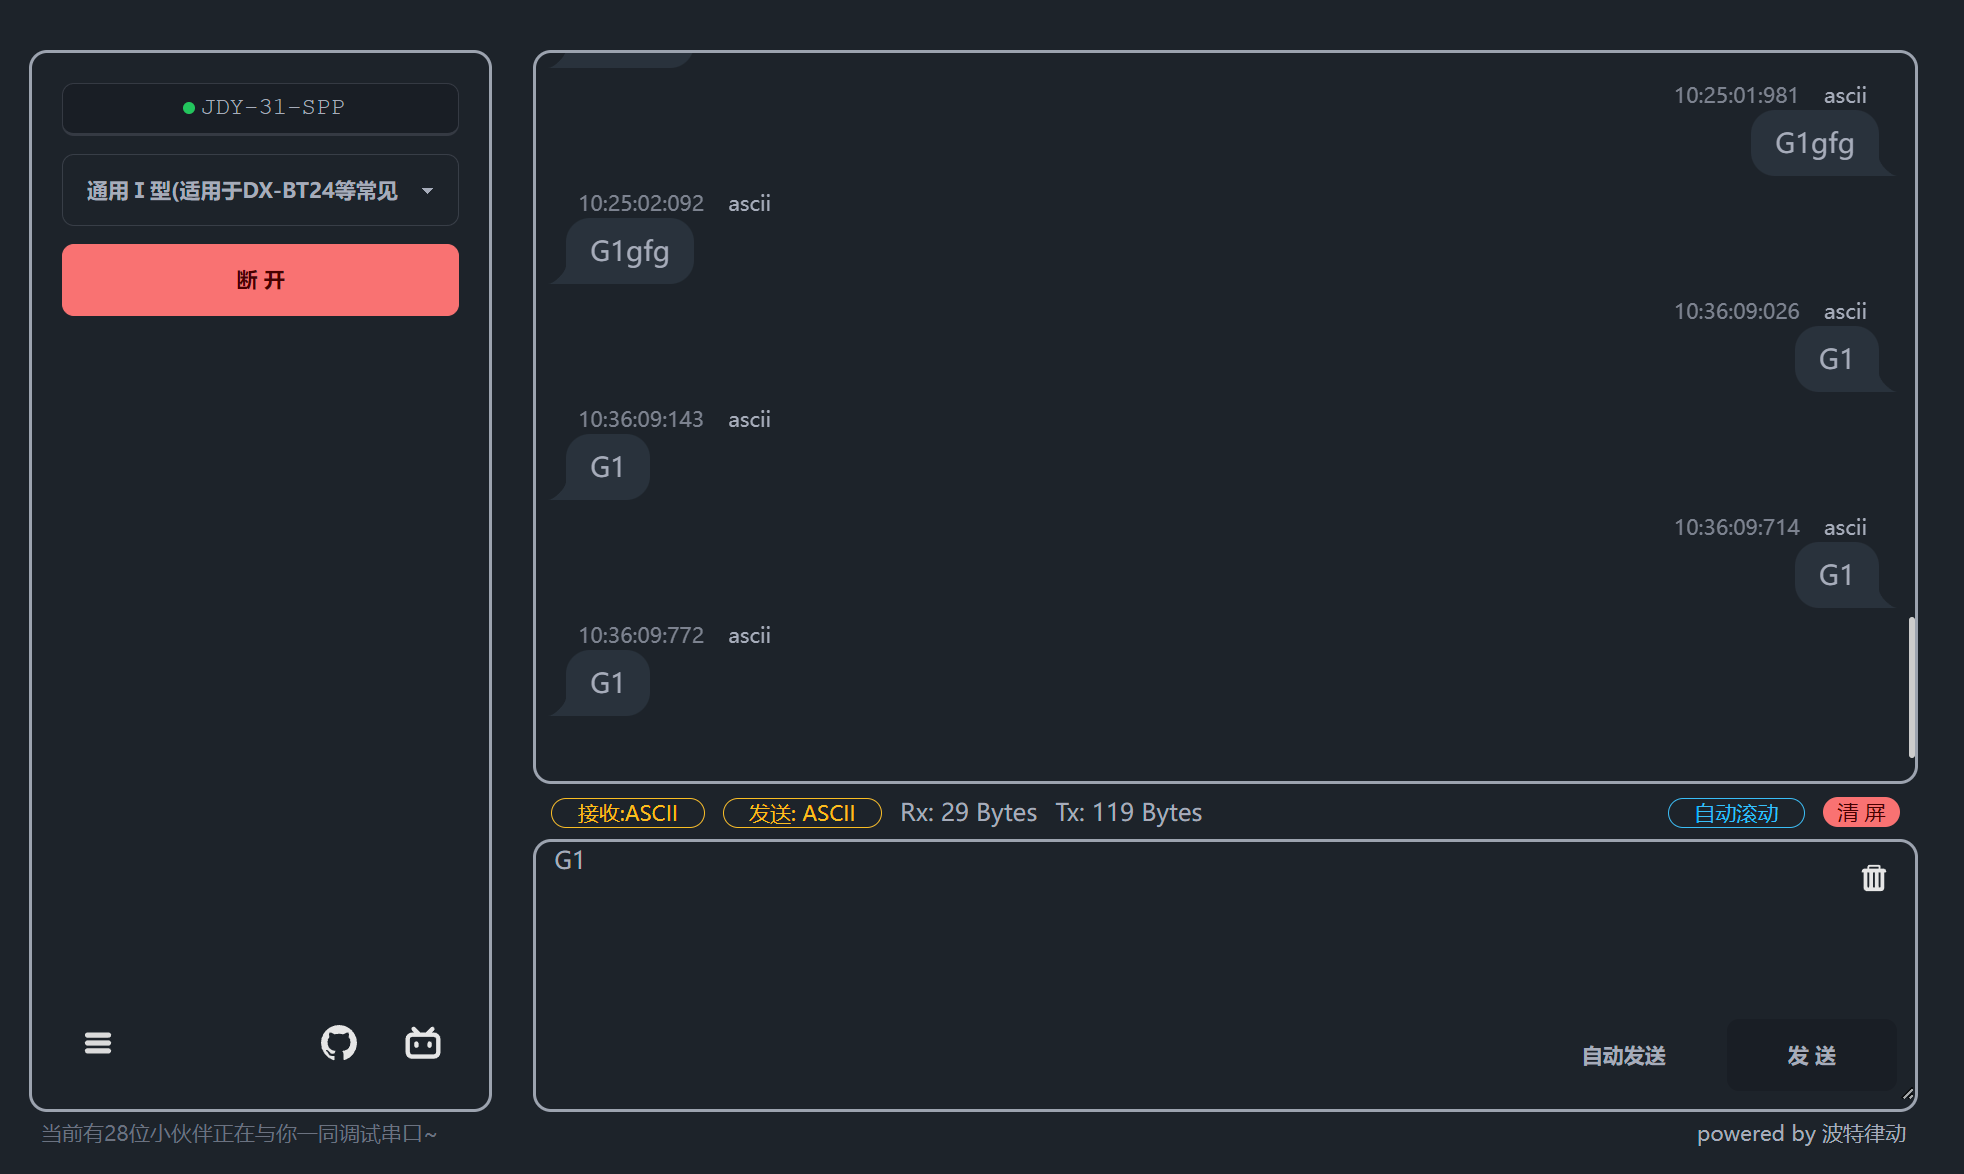 JDY-31-SPP
通用 I 型(适用于DX-BT24等常见
断 开
10:25:01:981 ascii
G1gfg
10:25:02:092 ascii
G1gfg
10:36:09:026 ascii
G1
10:36:09:143 ascii
G1
10:36:09:714 ascii
G1
10:36:09:772 ascii
G1
接收:ASCII 发送: ASCII Rx: 29 Bytes Tx: 119 Bytes 自动滚动 清 屏
G1
自动发送 发 送
当前有28位小伙伴正在与你一同调试串口~
powered by 波特律动